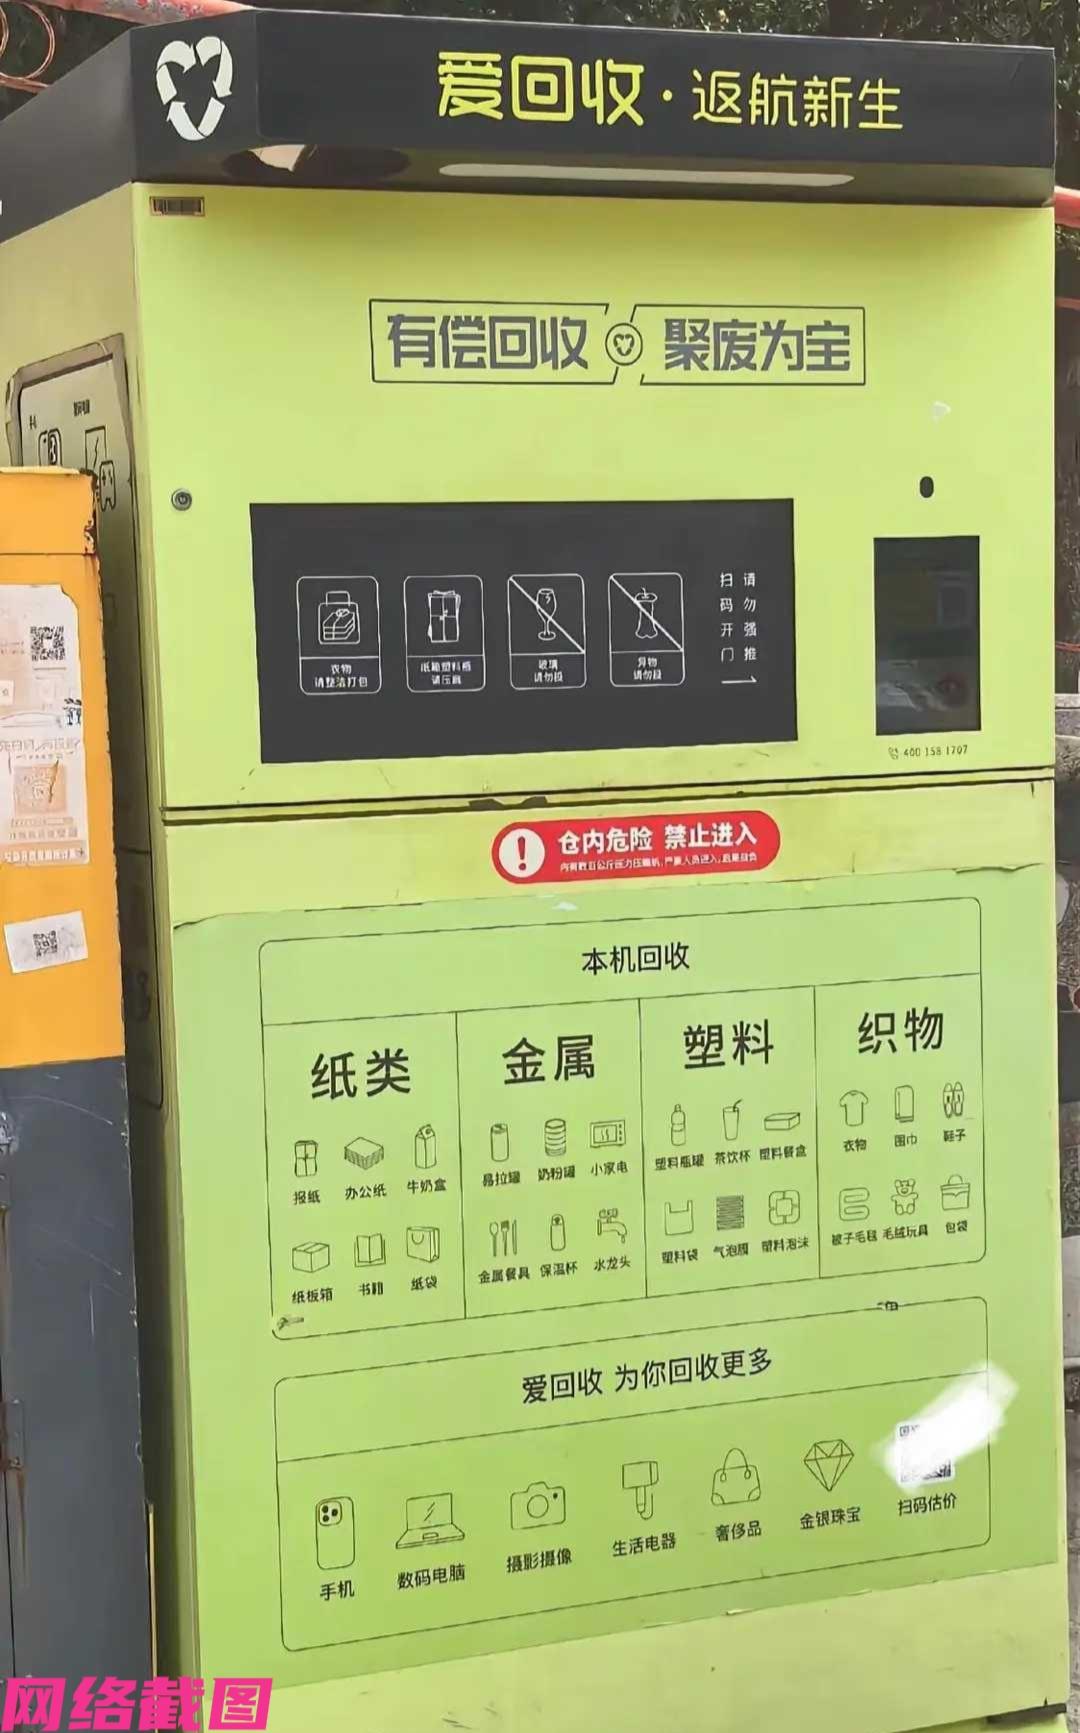 爱回收·返航新生
有偿回收 聚废为宝
衣物
请整洁打包
纸箱塑料瓶
请压扁
玻璃
请勿投
异物
请勿投
请勿强推
扫码开门
400 158 1707
仓内危险 禁止进入
本机回收
纸类 金属 塑料 织物
报纸 办公纸 牛奶盒
易拉罐 奶粉罐 小家电
塑料瓶罐 茶饮杯 塑料餐盒
衣物 围巾 鞋子
纸板箱 书籍 纸袋
金属餐具 保温杯 水龙头
塑料袋 气泡膜 塑料泡沫
被子毛毯 毛绒玩具 包袋
爱回收 为你回收更多
手机 数码电脑 摄影摄像 生活电器 奢侈品 金银珠宝 扫码估价
网络截图